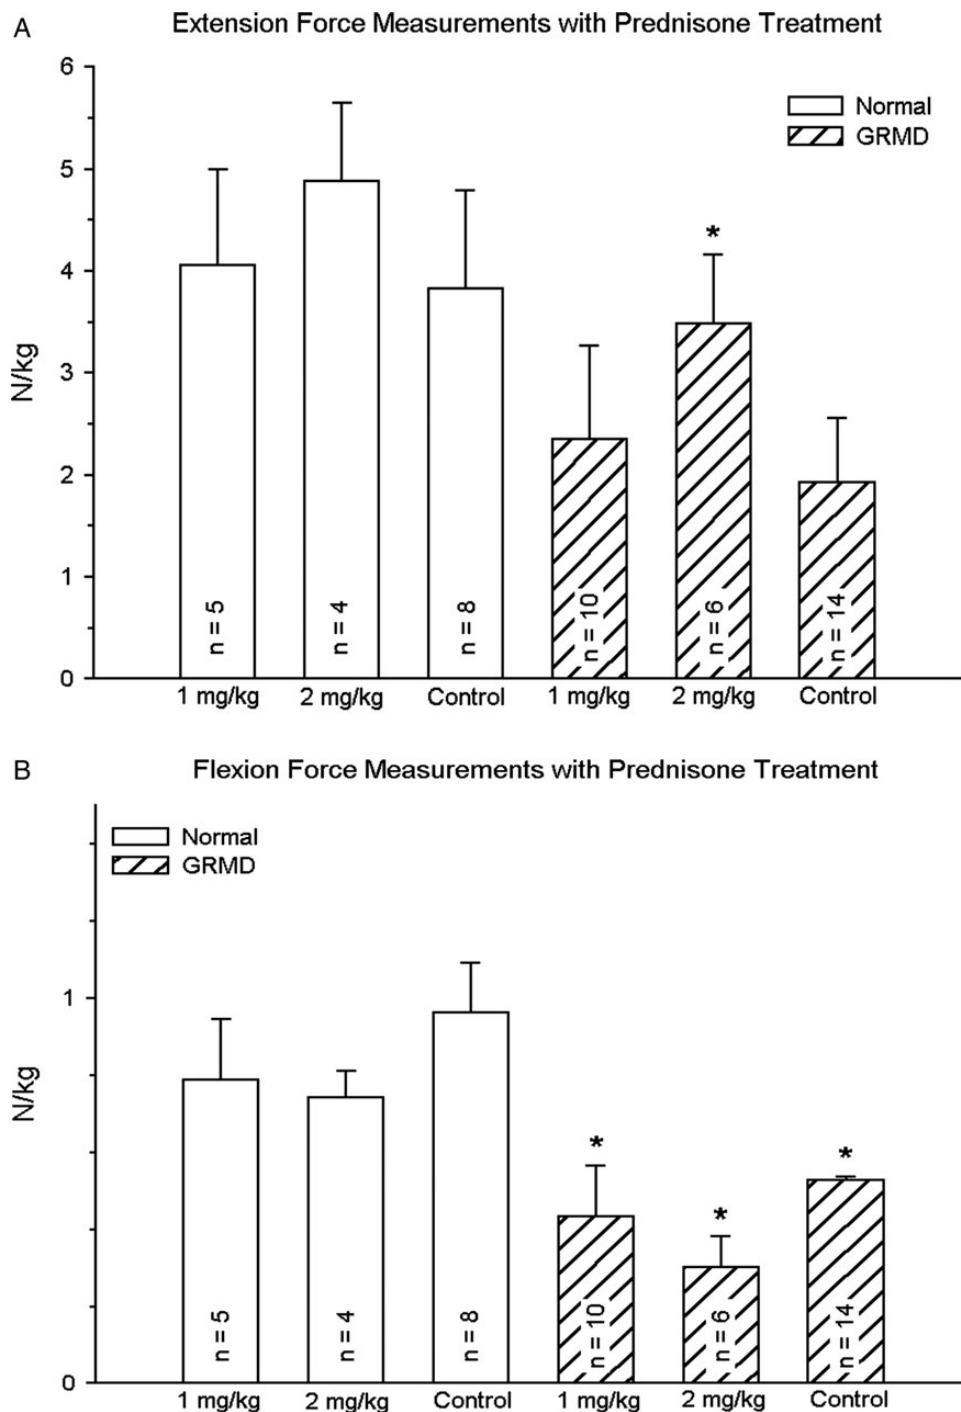 A
Extension Force Measurements with Prednisone Treatment
6
5
4
3
2
1
0
N/kg
Normal
GRMD
*
n = 5
n = 4
n = 8
n = 10
n = 6
n = 14
1 mg/kg 2 mg/kg Control 1 mg/kg 2 mg/kg Control
B
Flexion Force Measurements with Prednisone Treatment
Normal
GRMD
1
0
N/kg
*
*
*
n = 5
n = 4
n = 8
n = 10
n = 6
n = 14
1 mg/kg 2 mg/kg Control 1 mg/kg 2 mg/kg Control